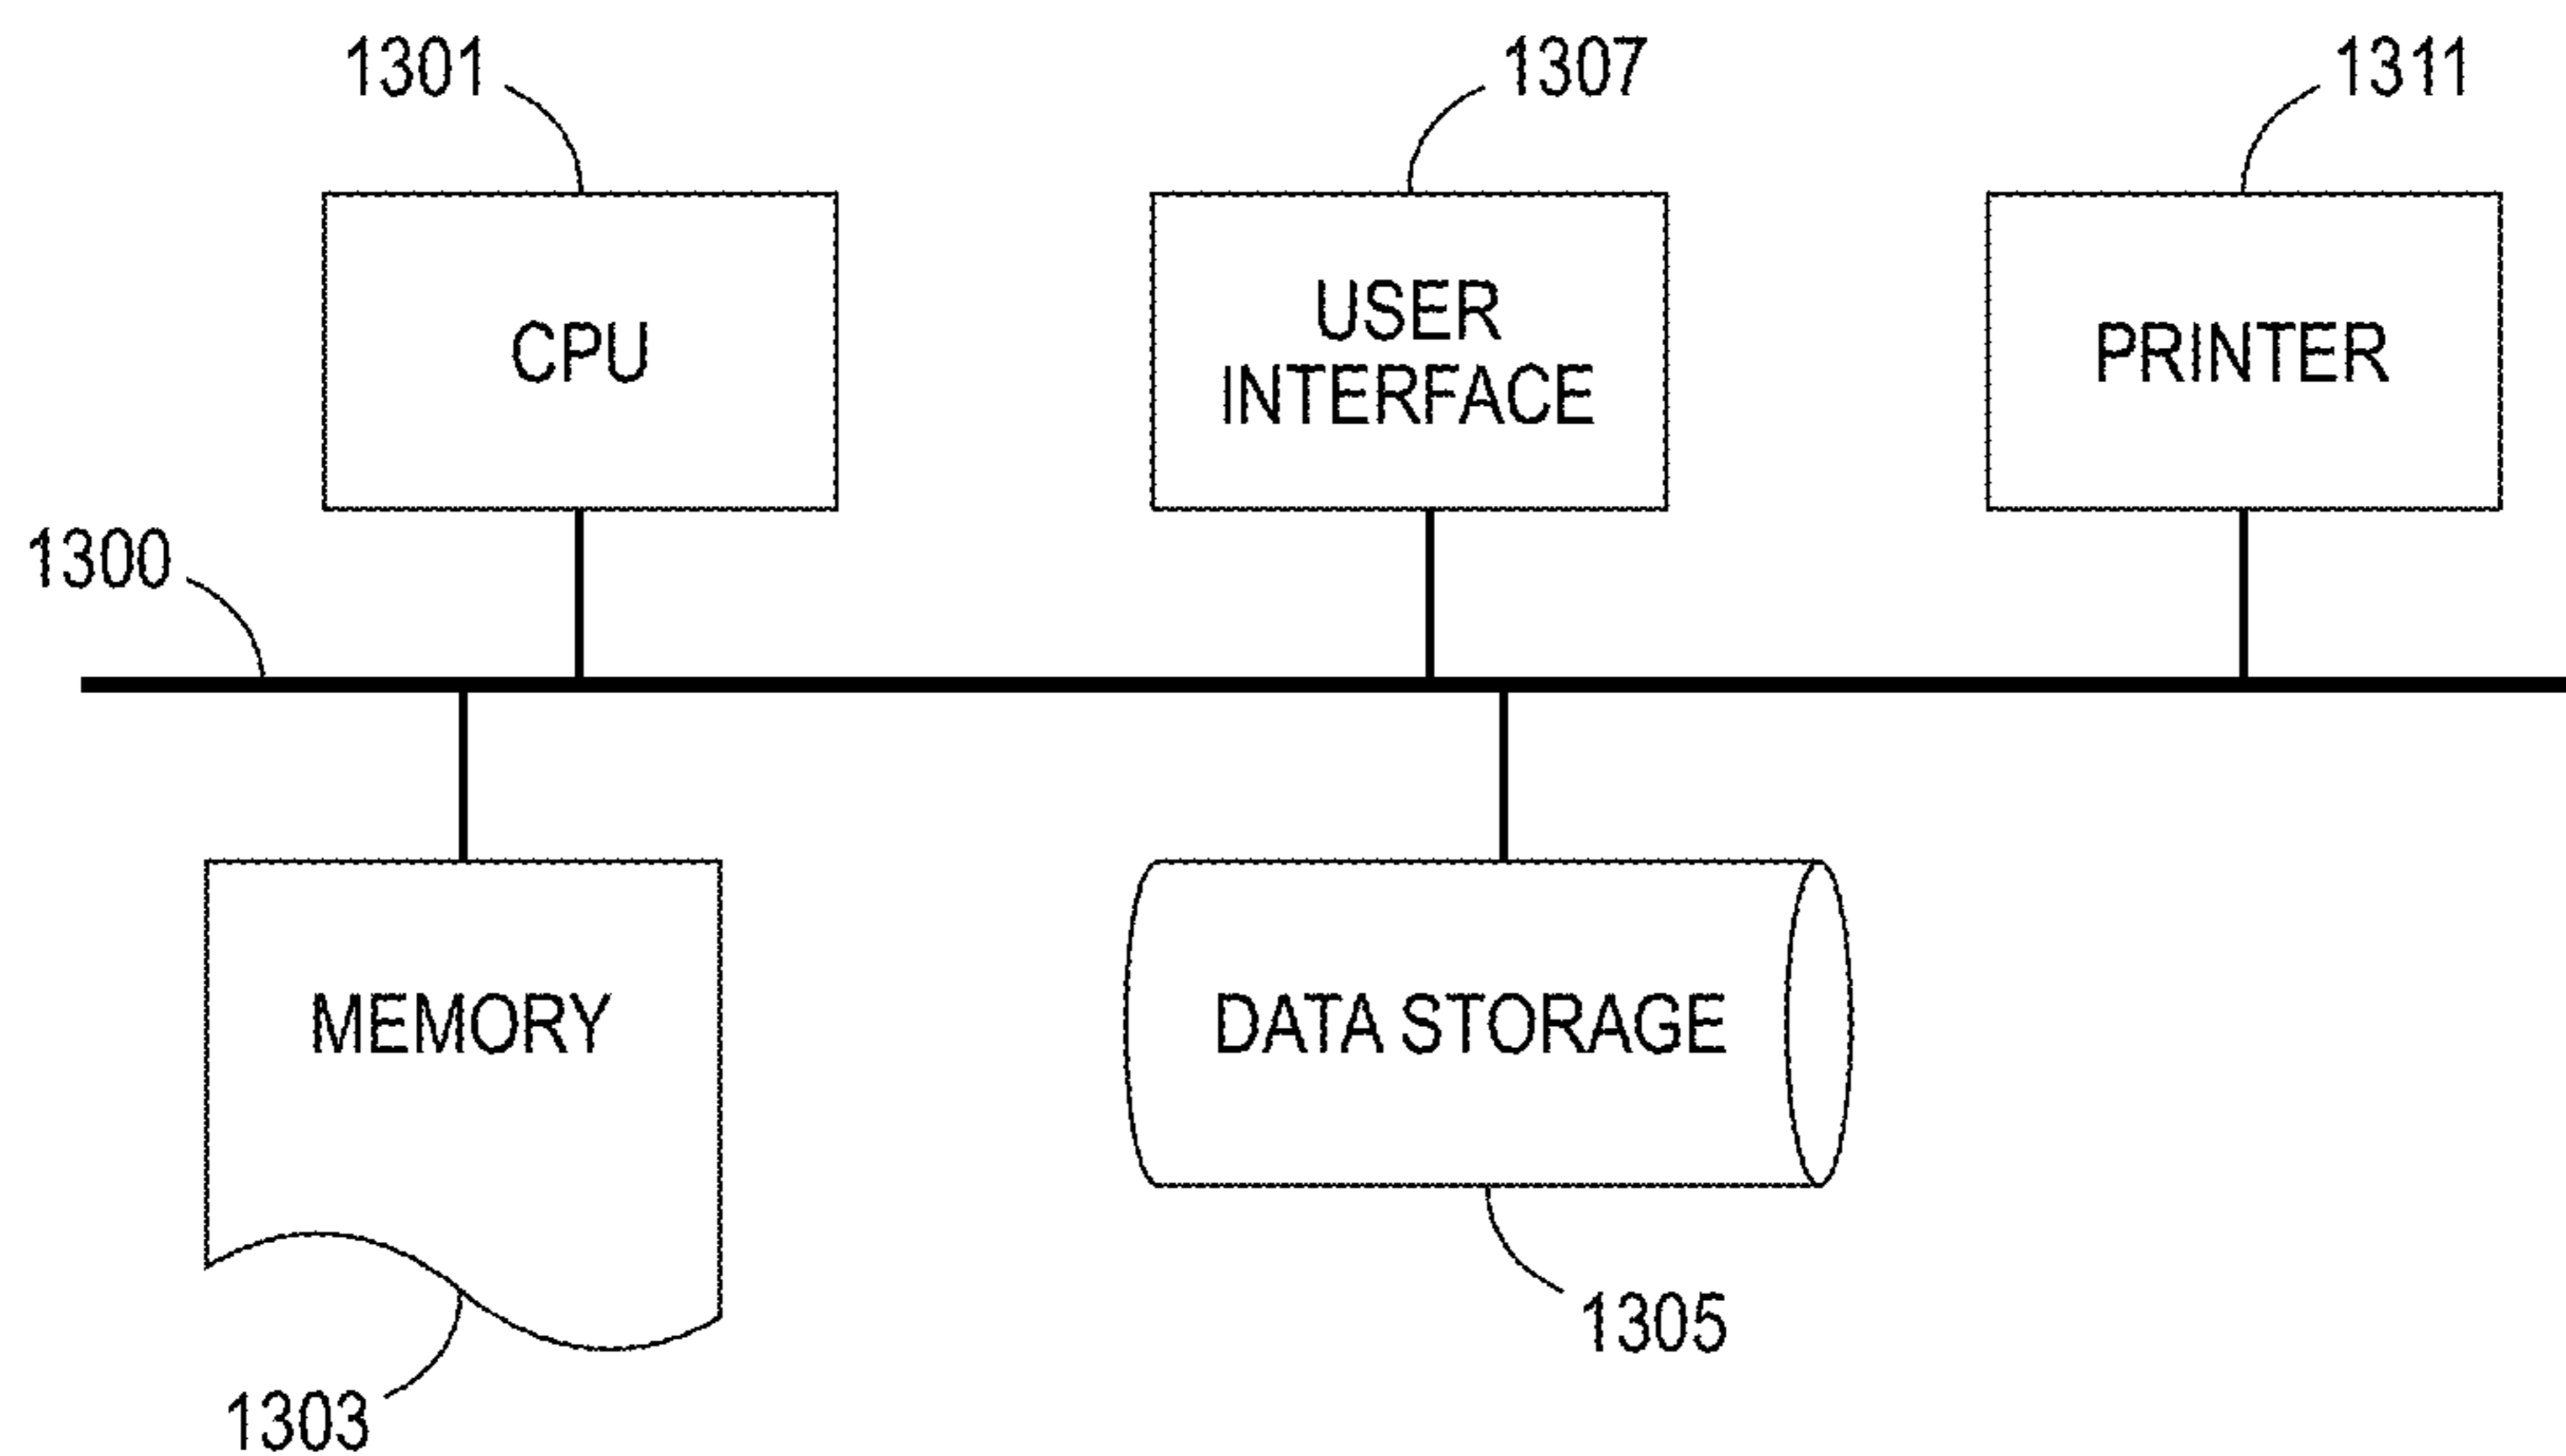 1301
1307
1311
CPU
USER
INTERFACE
PRINTER
1300
MEMORY
DATA STORAGE
1305
1303